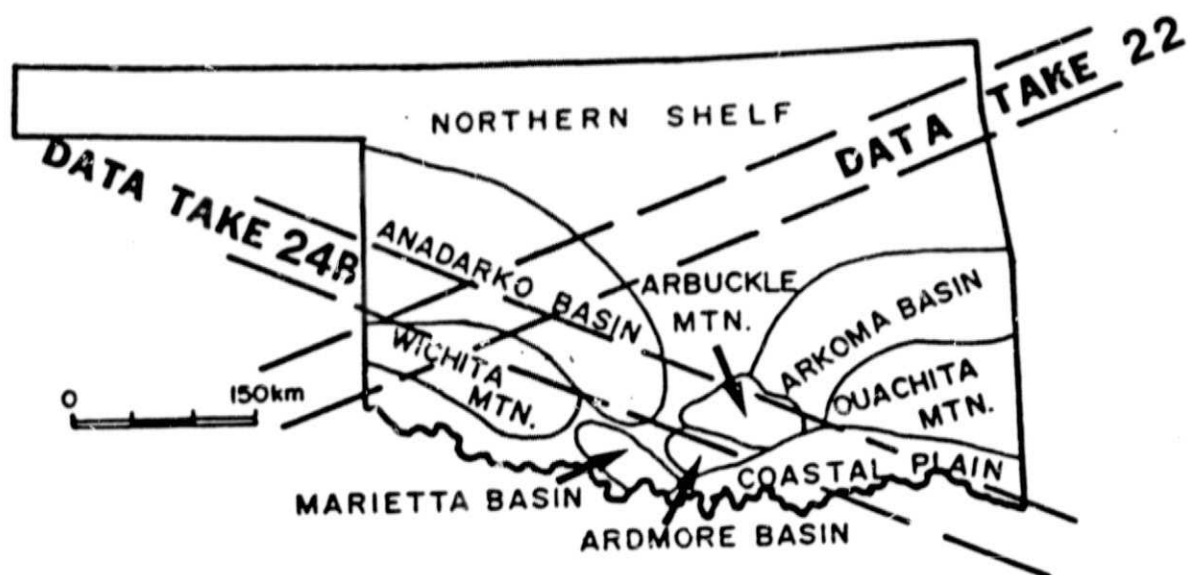 DATA TAKE 22
NORTHERN SHELF
DATA TAKE 24B
ANADARKO BASIN
ARBUCKLE
MTN.
ARKOMA BASIN
WICHITA
MTN.
OUACHITA
MTN.
0 150km
COASTAL PLAIN
MARIETTA BASIN
ARDMORE BASIN